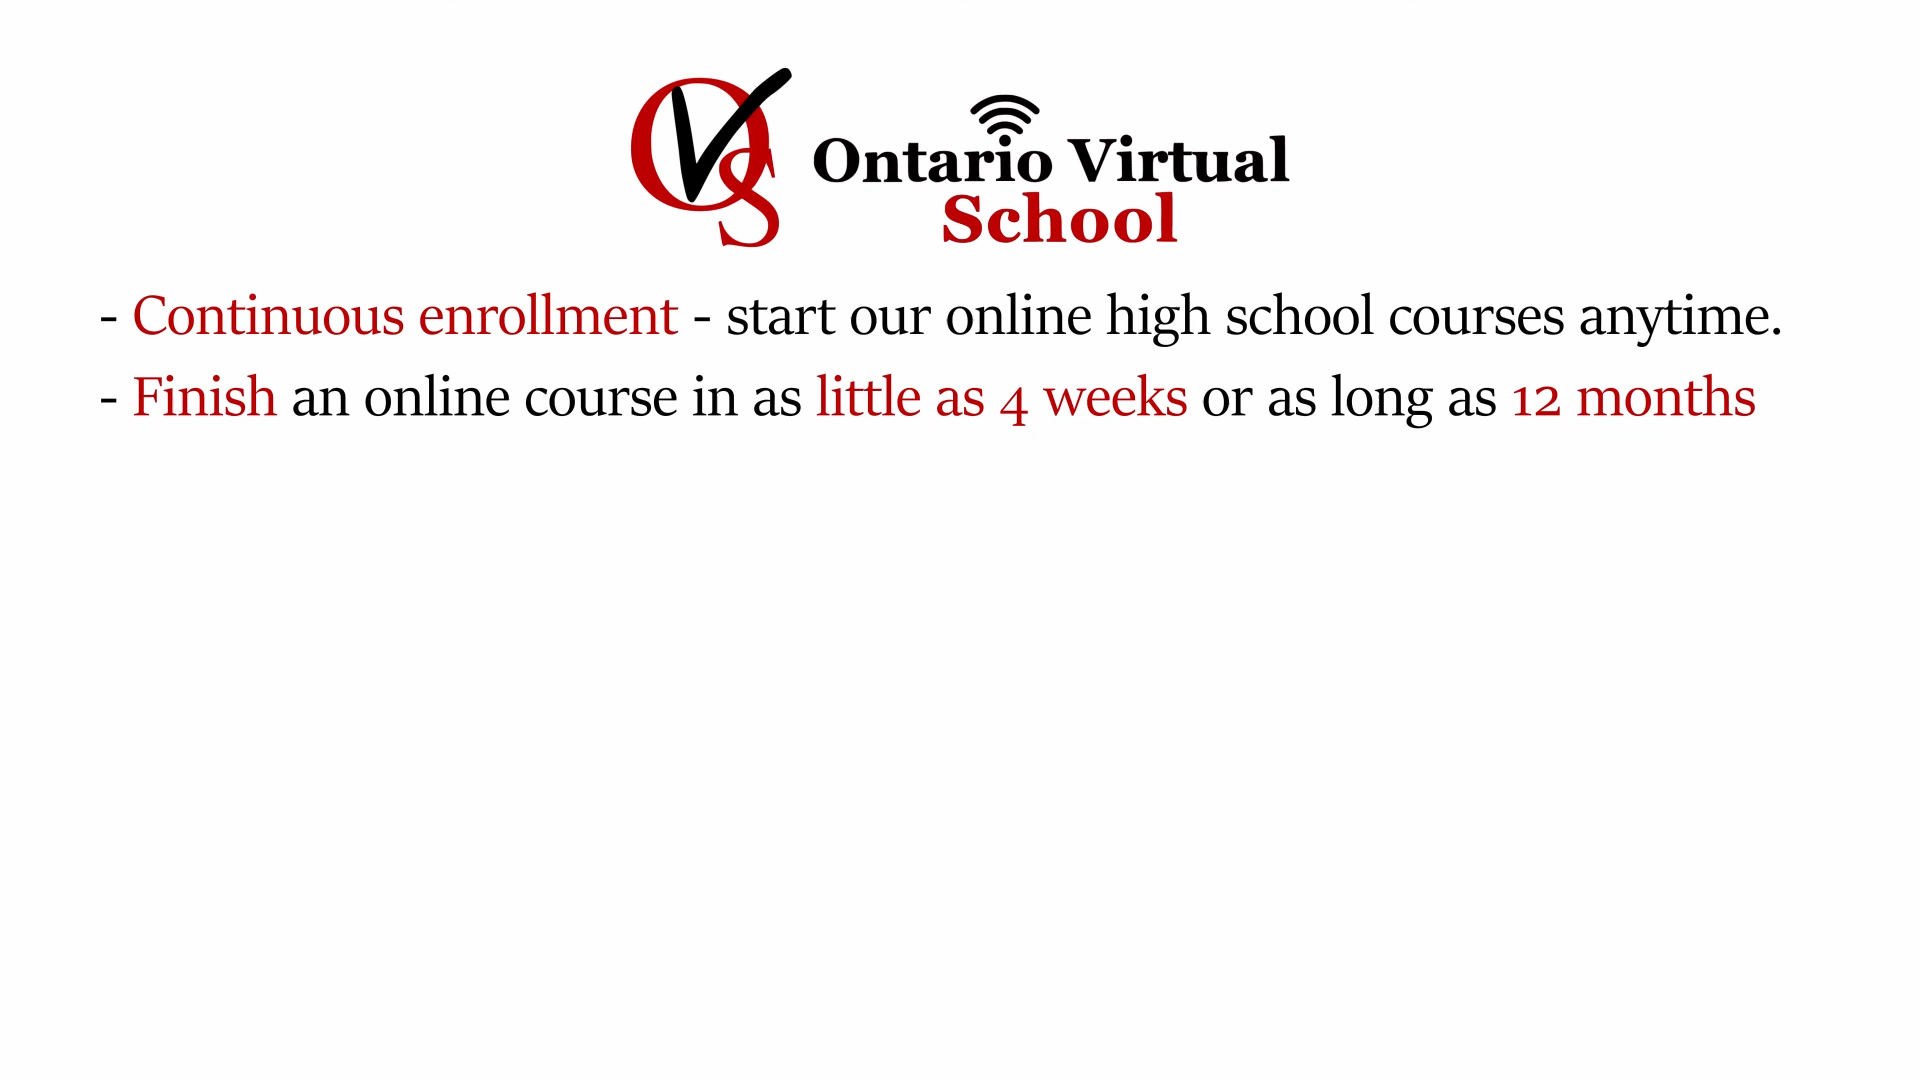 OVS
Ontario Virtual
School
- Continuous enrollment - start our online high school courses anytime.
- Finish an online course in as little as 4 weeks or as long as 12 months